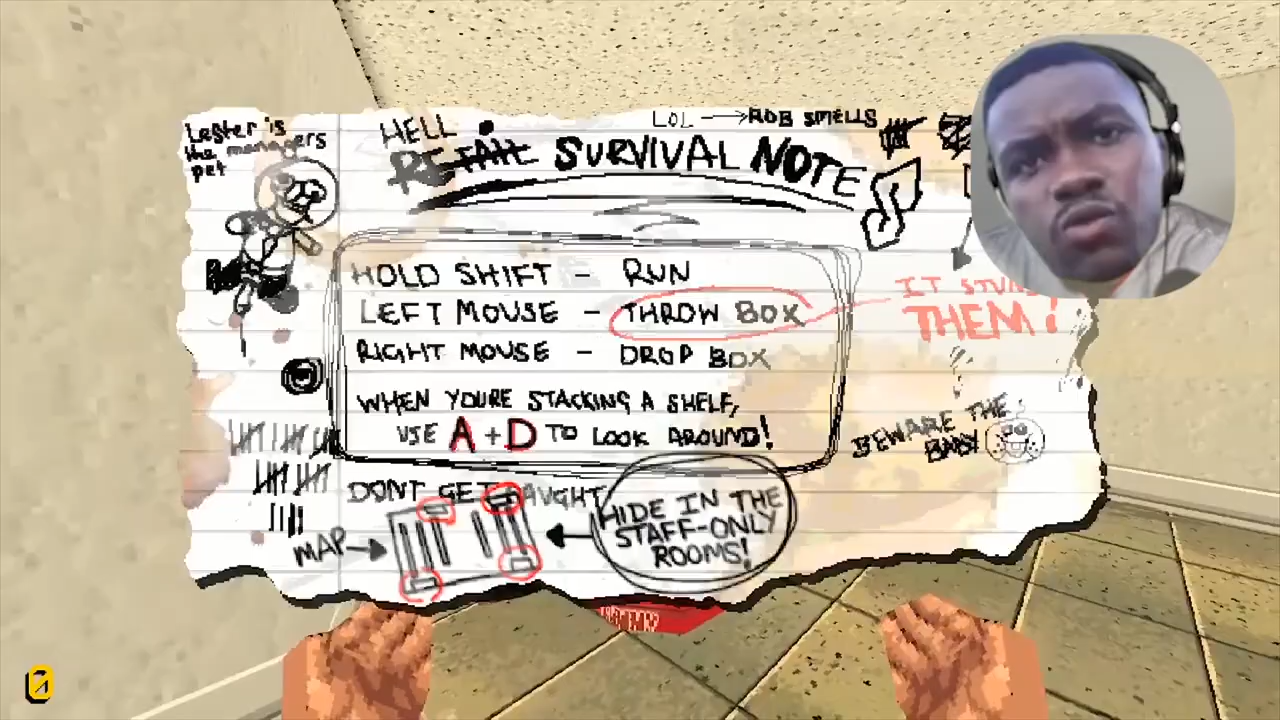 Lester is
the managers
pet
LOL → ROB SMELLS
HELL
RETAIL SURVIVAL NOTE
HOLD SHIFT - RUN
LEFT MOUSE - THROW BOX
RIGHT MOUSE - DROP BOX
WHEN YOURE STACKING A SHELF,
USE A + D TO LOOK AROUND!
IT
THEM!
BEWARE THE
BABY
DONT GET CAUGHT
MAP
HIDE IN THE
STAFF-ONLY
ROOMS!
0